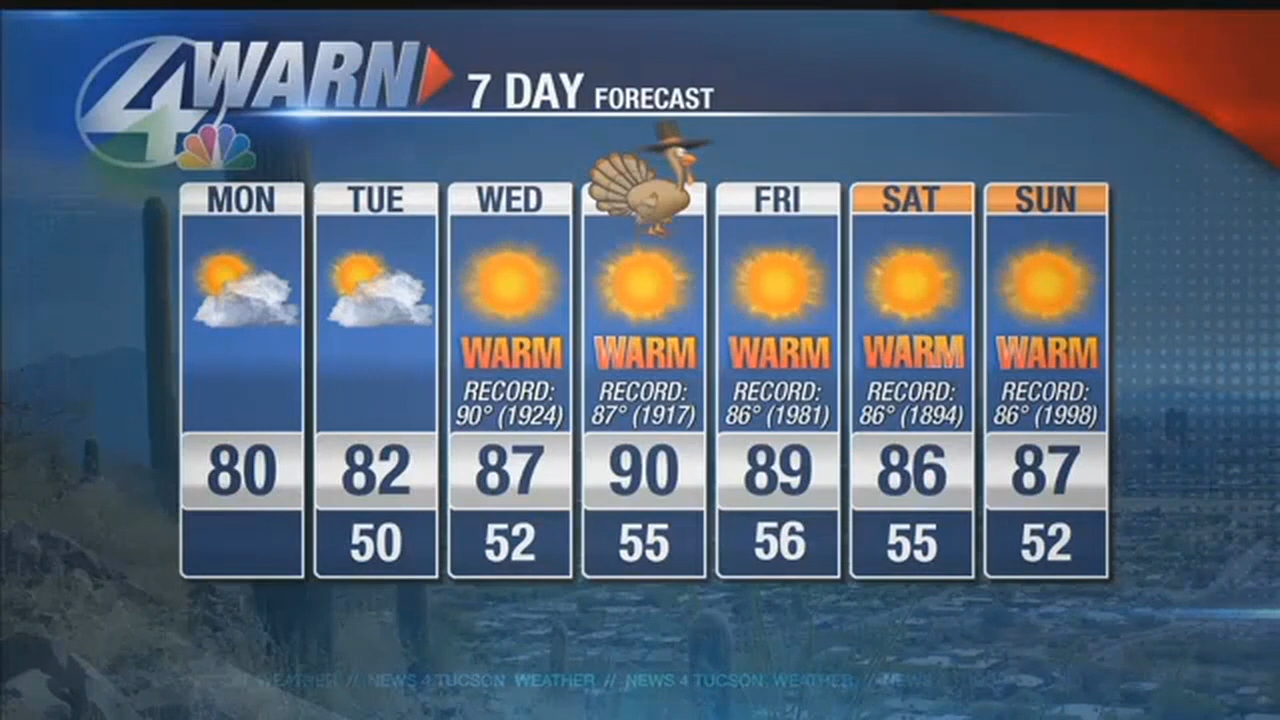 4WARN
7 DAY FORECAST
MON TUE WED FRI SAT SUN
WARM WARM WARM WARM WARM
RECORD: RECORD: RECORD: RECORD: RECORD:
90° (1924) 87° (1917) 86° (1981) 86° (1894) 86° (1998)
80 82 87 90 89 86 87
50 52 55 56 55 52
WEATHER // NEWS 4 TUCSON WEATHER // NEWS 4 TUCSON WEATHER // NEWS